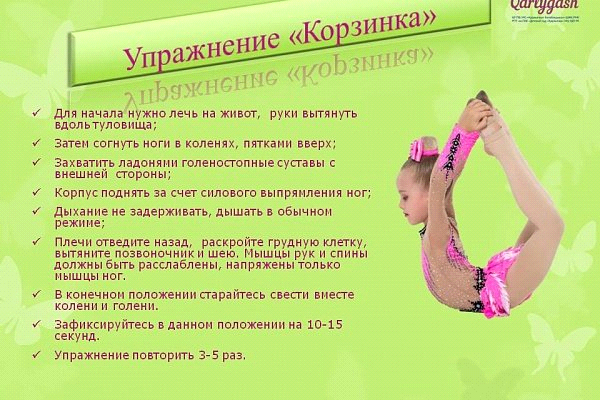 Qarlygash
Упражнение «Корзинка»
Для начала нужно лечь на живот, руки вытянуть
вдоль туловища;
Затем согнуть ноги в коленях, пятками вверх;
Захватить ладонями голеностопные суставы с
внешней стороны;
Корпус поднять за счет силового выпрямления ног;
Дыхание не задерживать, дышать в обычном
режиме;
Плечи отведите назад, раскройте грудную клетку,
вытяните позвоночник и шею. Мышцы рук и спины
должны быть расслаблены, напряжены только
мышцы ног.
В конечном положении старайтесь свести вместе
колени и голени.
Зафиксируйтесь в данном положении на 10-15
секунд.
Упражнение повторить 3-5 раз.